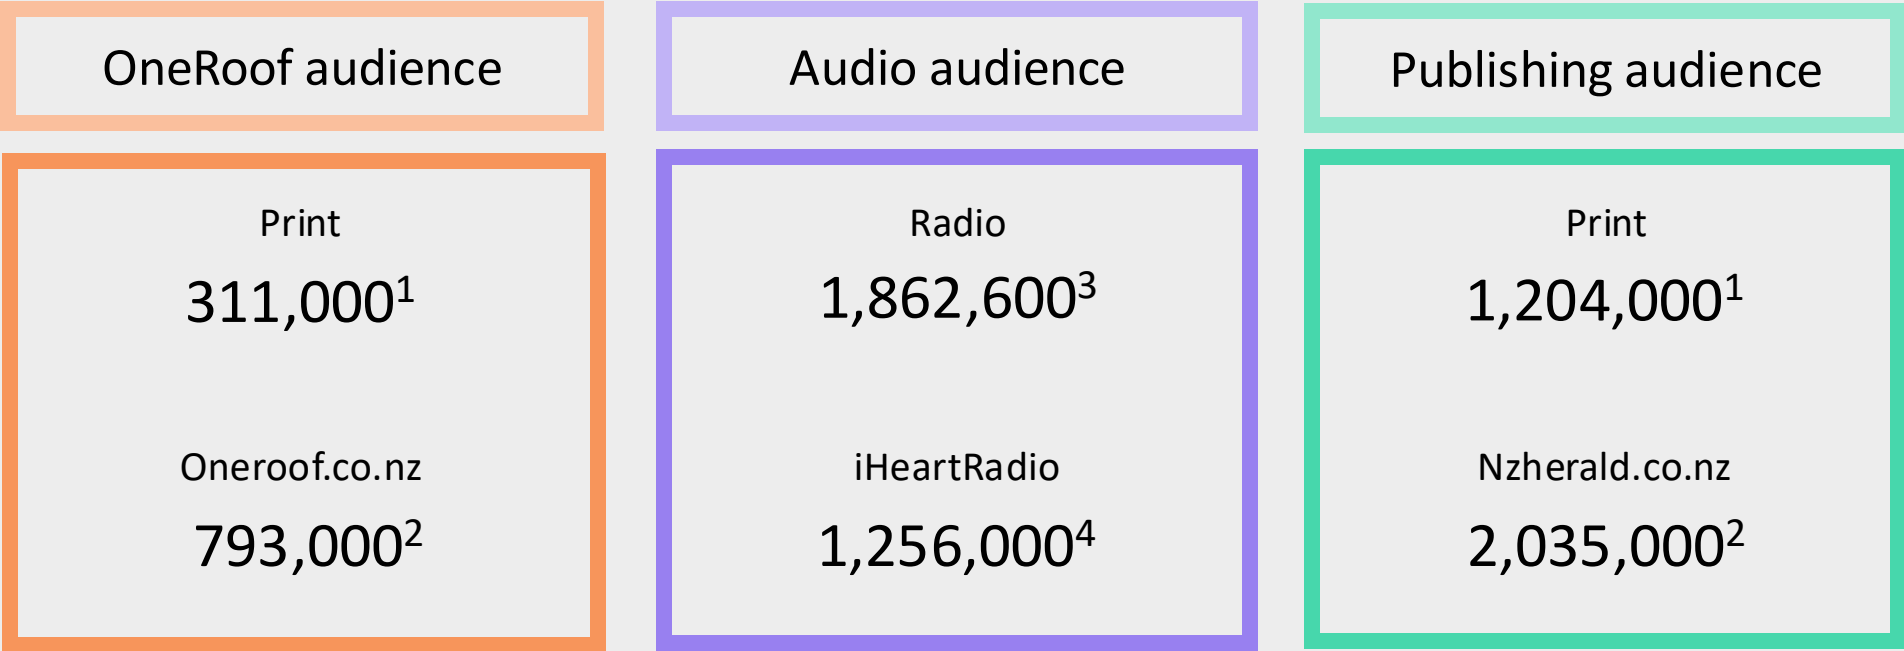 OneRoof audience
Print
311,000¹
Oneroof.co.nz
793,000²
Audio audience
Radio
1,862,600³
iHeartRadio
1,256,000⁴
Publishing audience
Print
1,204,000¹
Nzherald.co.nz
2,035,000²